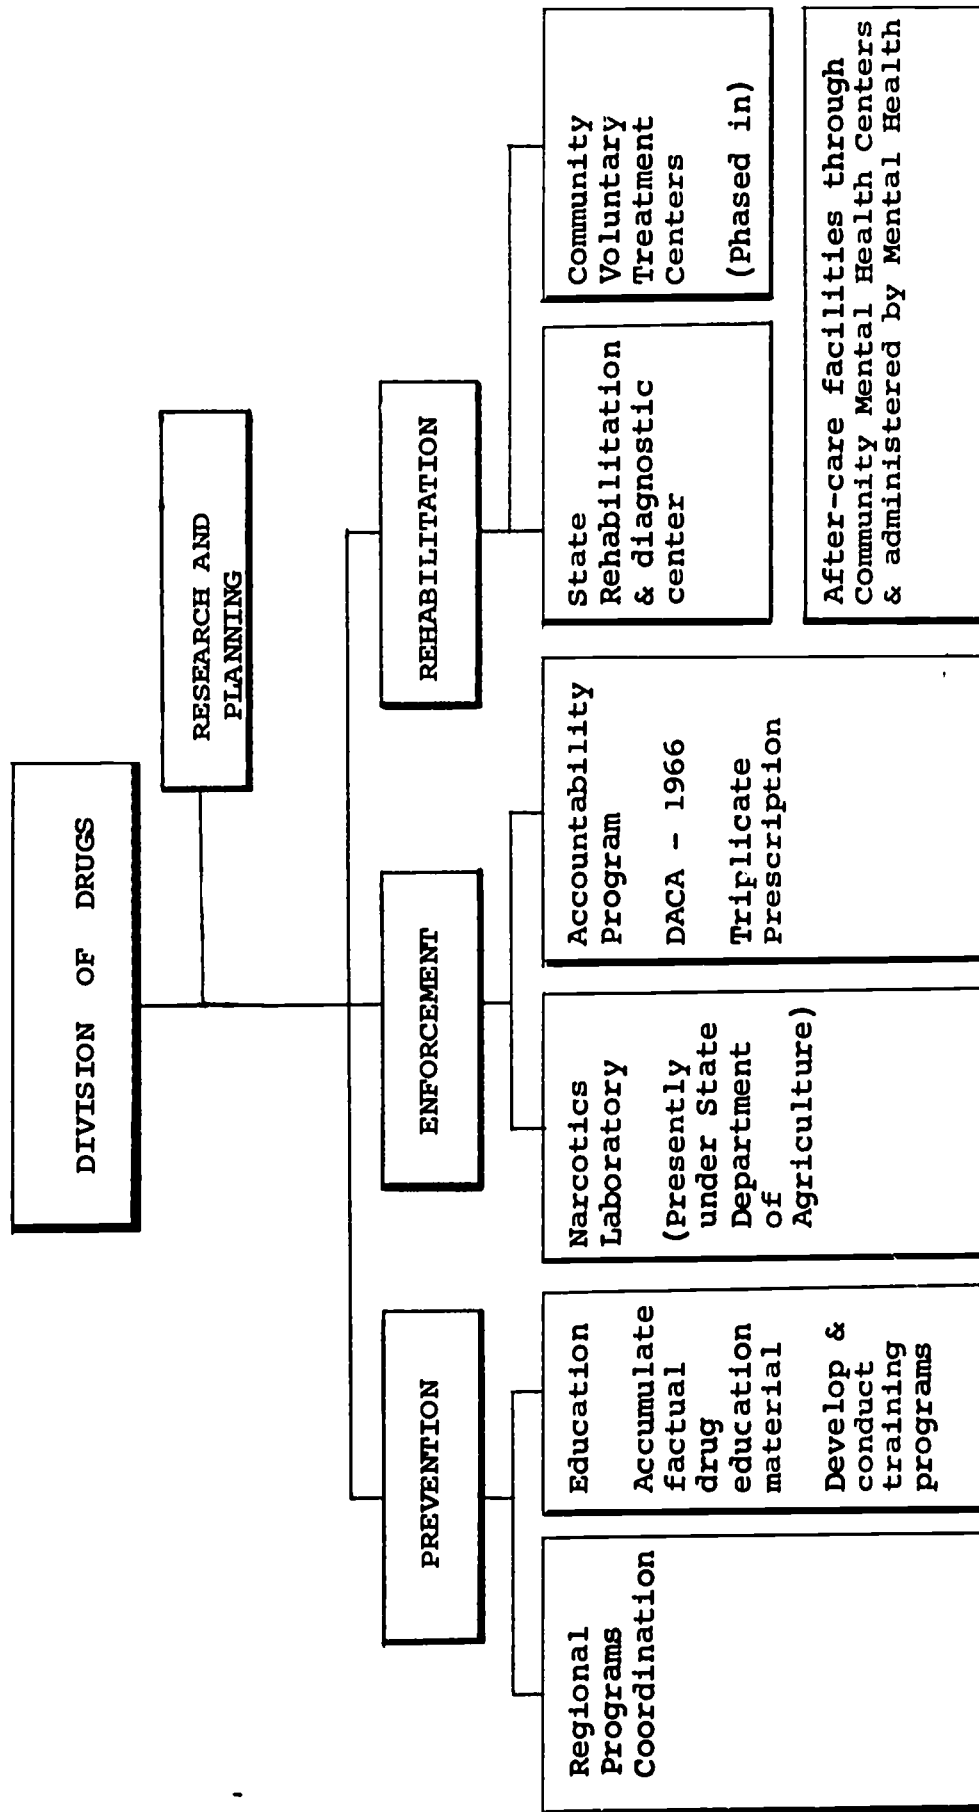 DIVISION OF DRUGS
RESEARCH AND
PLANNING
PREVENTION
ENFORCEMENT
REHABILITATION
Regional
Programs
Coordination
Education
Accumulate
factual
drug
education
material
Develop &
conduct
training
programs
Narcotics
Laboratory
(Presently
under State
Department
of
Agriculture)
Accountability
Program
DACA - 1966
Triplicate
Prescription
State
Rehabilitation
& diagnostic
center
Community
Voluntary
Treatment
Centers
(Phased in)
After-care facilities through
Community Mental Health Centers
& administered by Mental Health